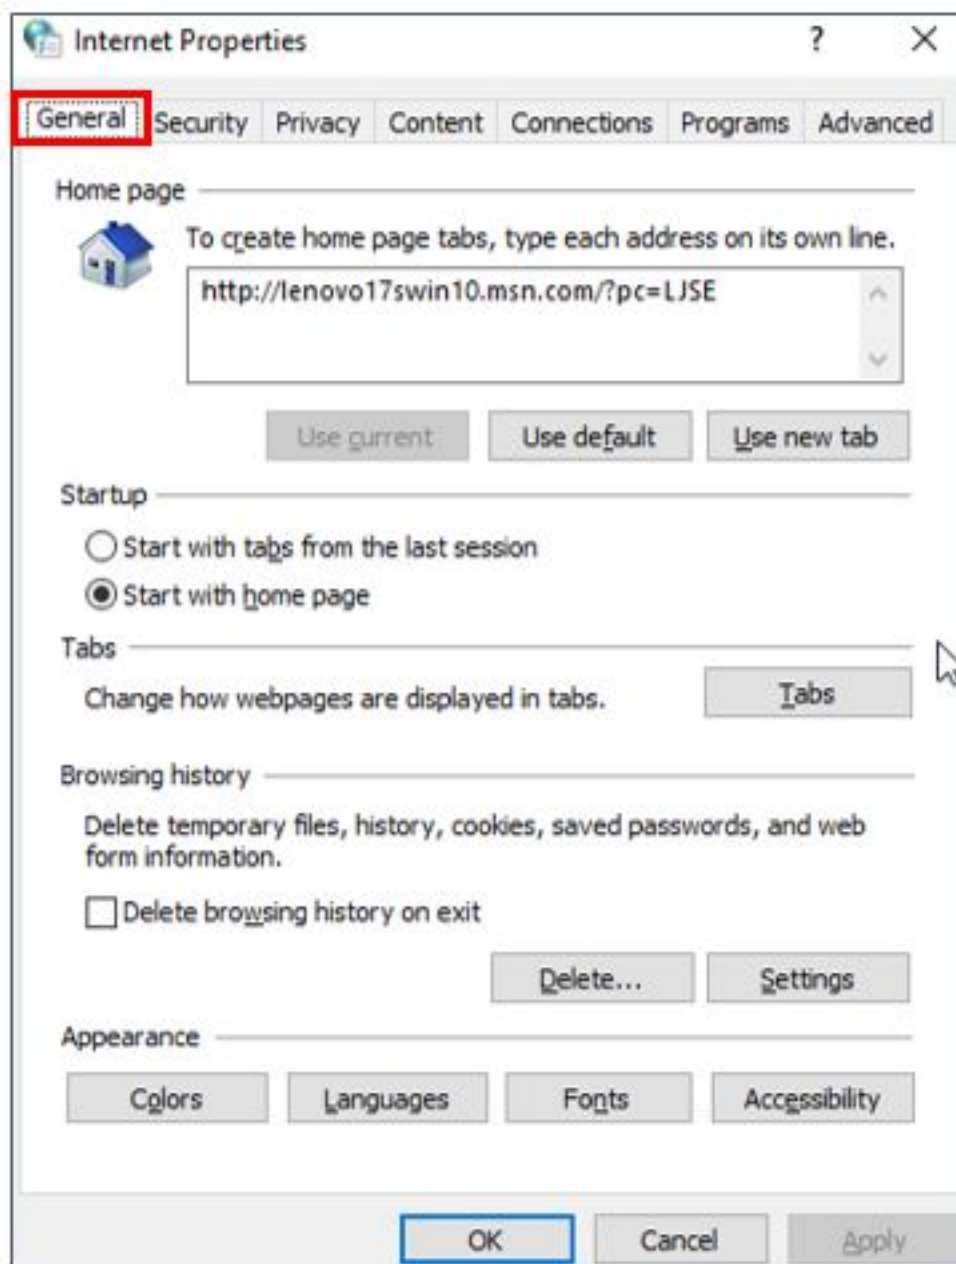 Internet Properties ?
General Security Privacy Content Connections Programs Advanced
Home page
To create home page tabs, type each address on its own line.
http://lenovo17swin10.msn.com/?pc=LJSE
Use current Use default Use new tab
Startup
Start with tabs from the last session
Start with home page
Tabs
Change how webpages are displayed in tabs. Tabs
Browsing history
Delete temporary files, history, cookies, saved passwords, and web
form information.
Delete browsing history on exit
Delete... Settings
Appearance
Colors Languages Fonts Accessibility
OK Cancel Apply